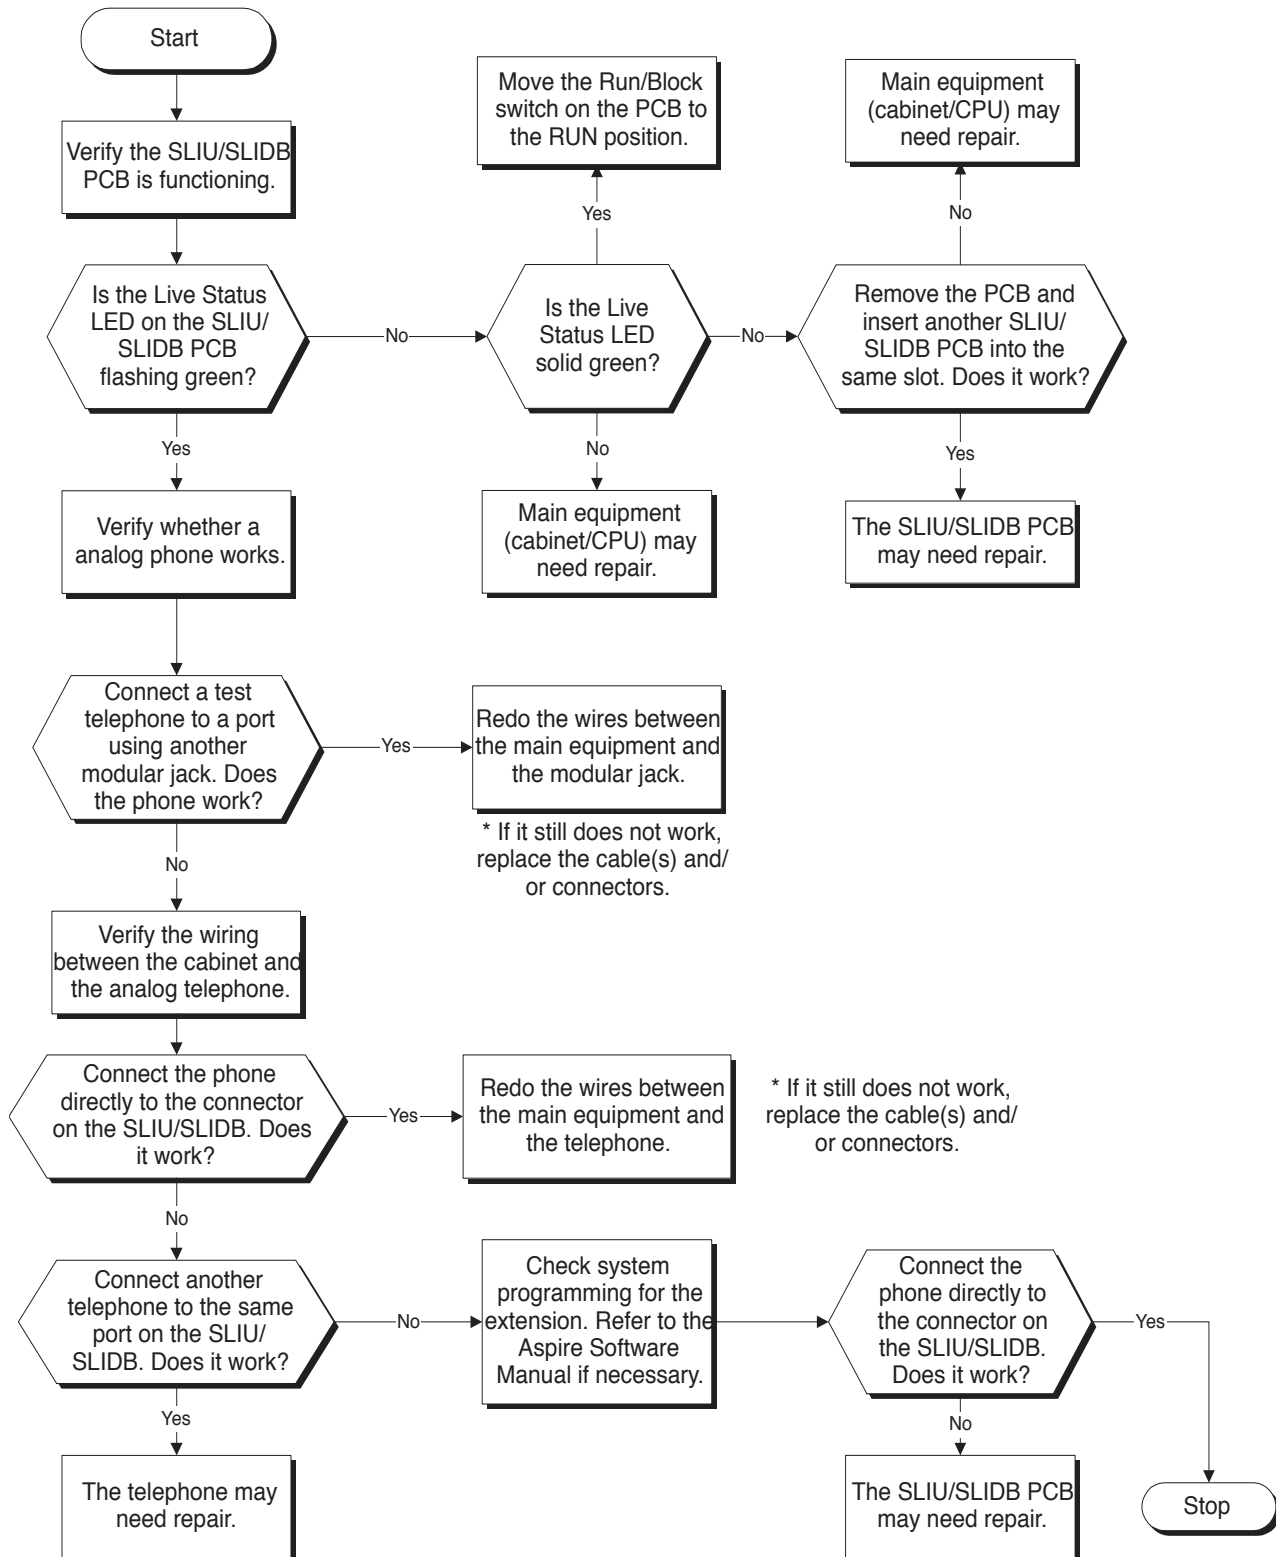 Start
Verify the SLIU/SLIDB
PCB is functioning.
Move the Run/Block
switch on the PCB to
the RUN position.
Main equipment
(cabinet/CPU) may
need repair.
Yes
No
Is the Live Status
LED on the SLIU/
SLIDB PCB
flashing green?
No
Is the Live
Status LED
solid green?
No
Remove the PCB and
insert another SLIU/
SLIDB PCB into the
same slot. Does it work?
Yes
No
Yes
Verify whether a
analog phone works.
Main equipment
(cabinet/CPU) may
need repair.
The SLIU/SLIDB PCB
may need repair.
Connect a test
telephone to a port
using another
modular jack. Does
the phone work?
Yes
Redo the wires between
the main equipment and
the modular jack.
* If it still does not work,
replace the cable(s) and/
or connectors.
No
Verify the wiring
between the cabinet and
the analog telephone.
Connect the phone
directly to the connector
on the SLIU/SLIDB. Does
it work?
Yes
Redo the wires between
the main equipment and
the telephone.
* If it still does not work,
replace the cable(s) and/
or connectors.
No
Connect another
telephone to the same
port on the SLIU/
SLIDB. Does it work?
No
Check system
programming for the
extension. Refer to the
Aspire Software
Manual if necessary.
Connect the
phone directly to
the connector on
the SLIU/SLIDB.
Does it work?
Yes
Yes
No
The telephone may
need repair.
The SLIU/SLIDB PCB
may need repair.
Stop